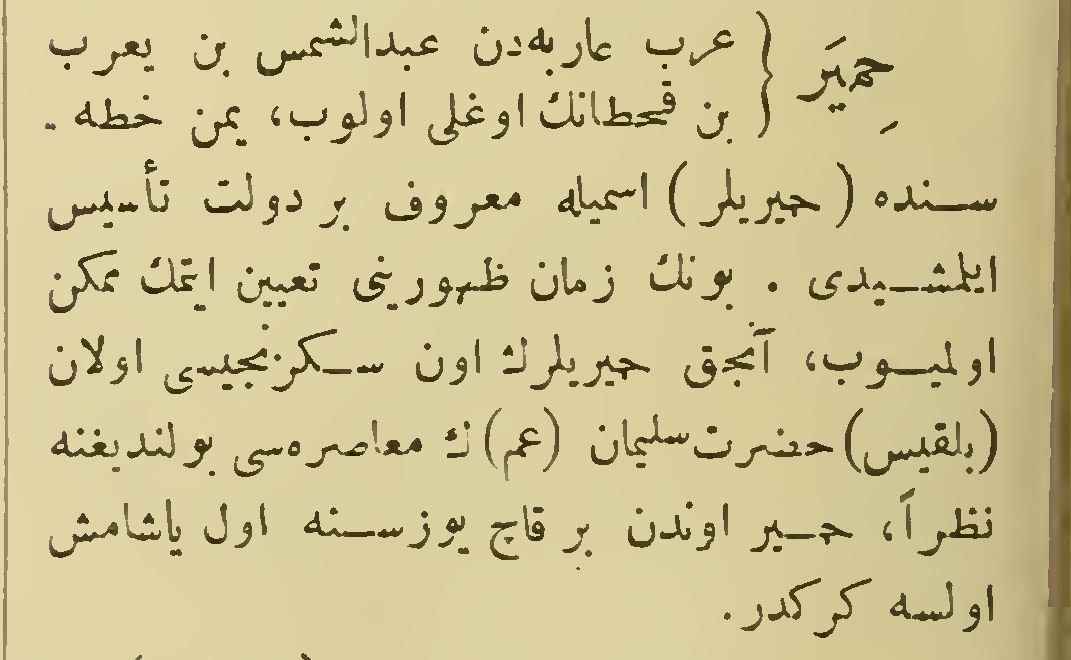 حِمْيَر { عرب عاربه‌دن عبدالشمس بن يعرب
بن قحطانك اوغلى اولوب، يمن خطه -
سنده (حميريلر) اسميله معروف بر دولت تأسيس
ايلمشيدى . بونك زمان ظهورينى تعيين ايتمك ممكن
اولميوب، آنجق حميريلرك اون سكزنجيسى اولان
(بلقيس) حضرت سليمان (عم) ك معاصره‌سى بولنديغنه
نظراً، حمير اوندن بر قاچ يوز سنه اول ياشامش
اولسه كركدر.